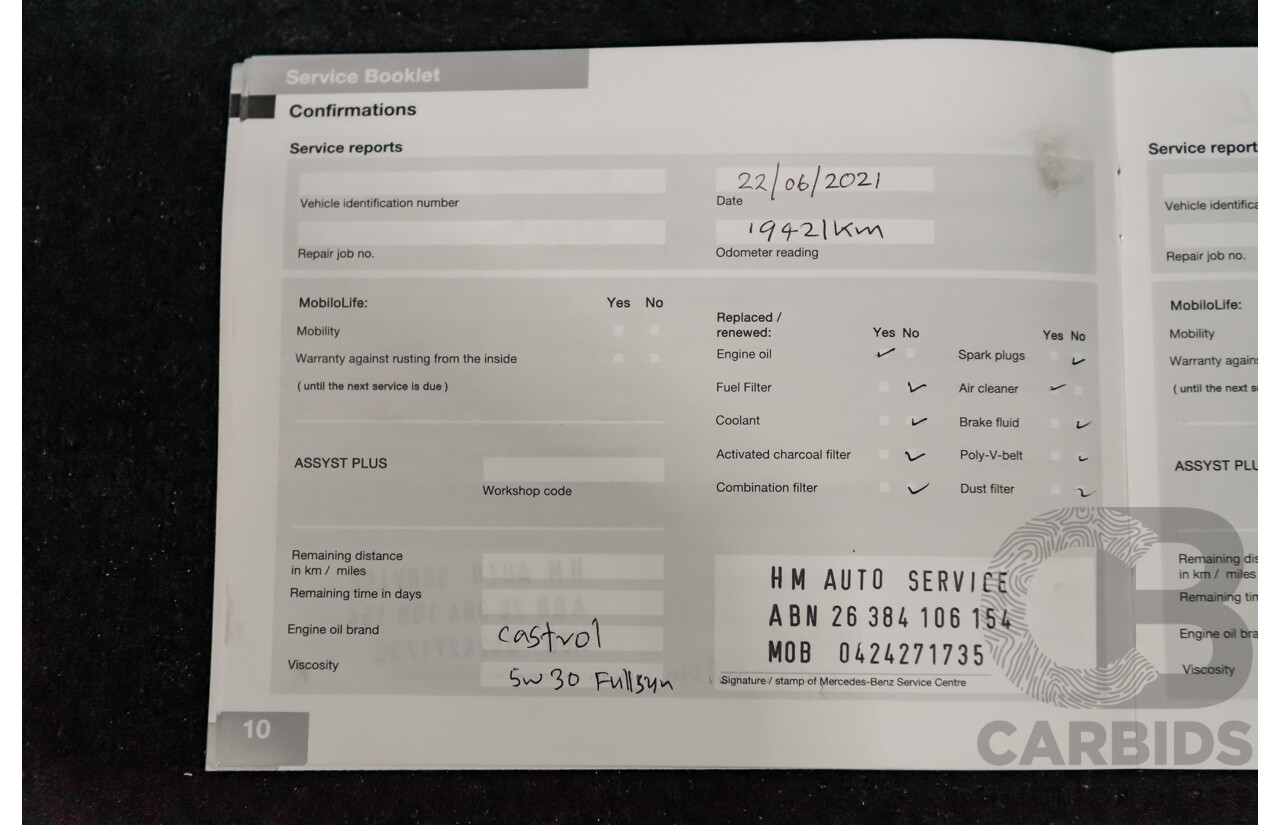 Service Booklet
Confirmations
Service reports
Vehicle identification number
Repair job no.
22/06/2021
Date
19421km
Odometer reading
MobiloLife: Yes No
Mobility
Warranty against rusting from the inside
( until the next service is due )
ASSYST PLUS
Workshop code
Remaining distance
in km / miles
Remaining time in days
Engine oil brand castrol
Viscosity 5w30 Fullsyn
Replaced /
renewed: Yes No Yes No
Engine oil Spark plugs
Fuel Filter Air cleaner
Coolant Brake fluid
Activated charcoal filter Poly-V-belt
Combination filter Dust filter
HM AUTO SERVICE
ABN 26 384 106 154
MOB 0424271735
Signature / stamp of Mercedes-Benz Service Centre
10
Service report
Vehicle identifica
Repair job no.
MobiloLife:
Mobility
Warranty again
( until the next s
ASSYST PLU
Remaining dis
in km / miles
Remaining tin
Engine oil bra
Viscosity
CB
CARBIDS